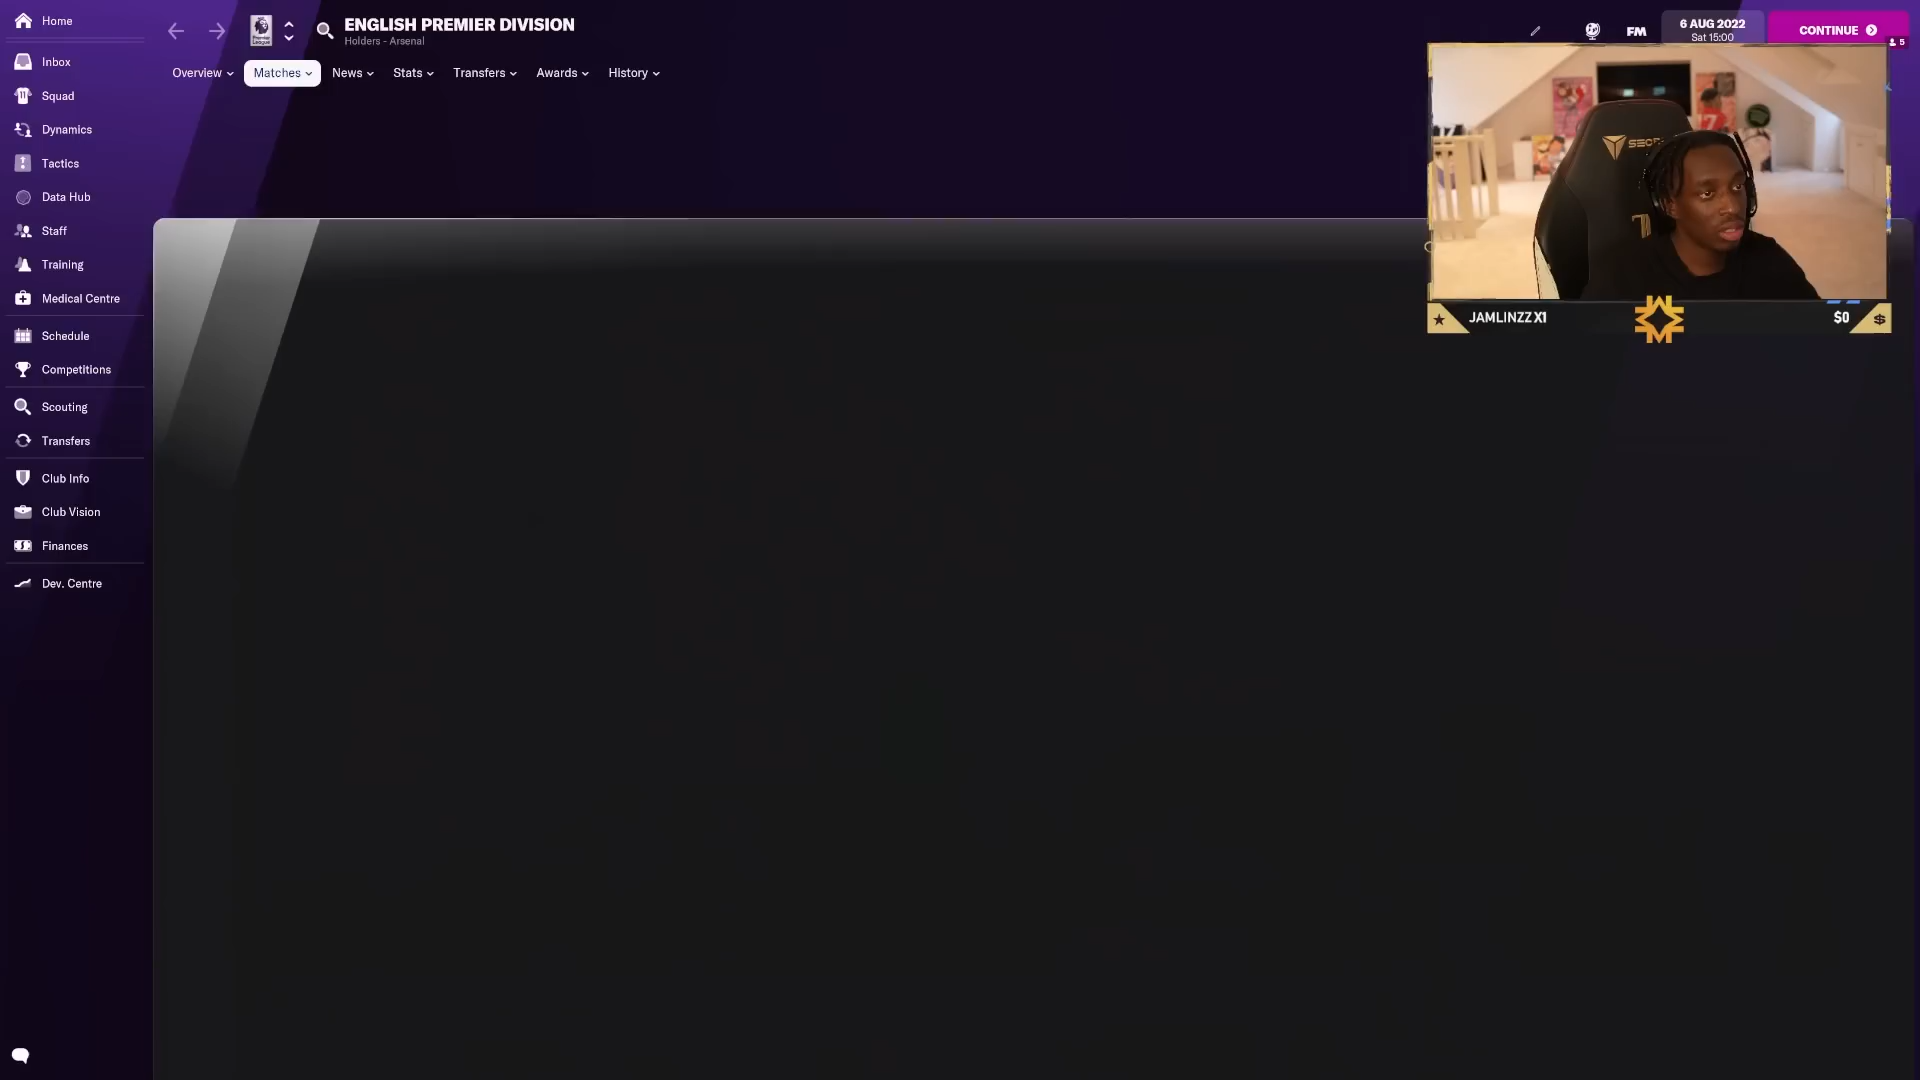 Home
Inbox
Squad
Dynamics
Tactics
Data Hub
Staff
Training
Medical Centre
Schedule
Competitions
Scouting
Transfers
Club Info
Club Vision
Finances
Dev. Centre
ENGLISH PREMIER DIVISION
Holders - Arsenal
Overview
Matches
News
Stats
Transfers
Awards
History
FM
6 AUG 2022
Sat 15:00
CONTINUE
5
JAMLINZZ X1
$0